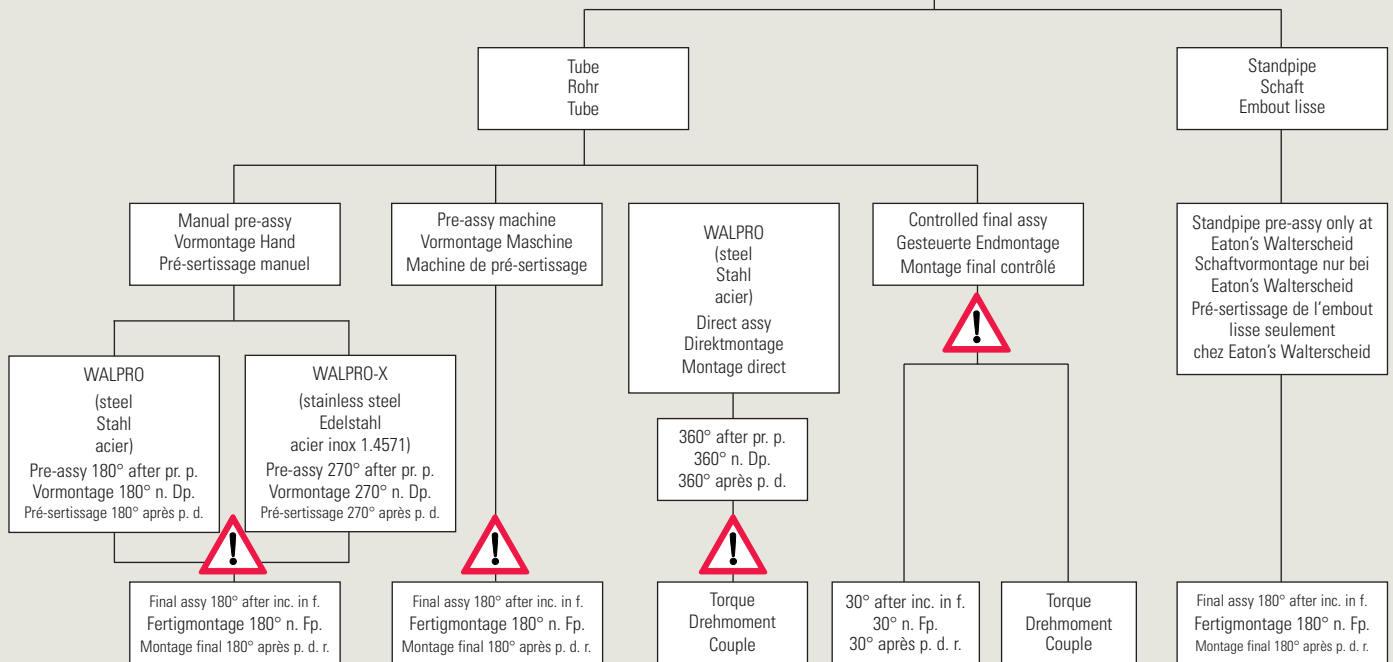 Tube
Rohr
Tube
Standpipe
Schaft
Embout lisse
Manual pre-assy
Vormontage Hand
Pré-sertissage manuel
Pre-assy machine
Vormontage Maschine
Machine de pré-sertissage
WALPRO
(steel
Stahl
acier)
Direct assy
Direktmontage
Montage direct
Controlled final assy
Gesteuerte Endmontage
Montage final contrôlé
Standpipe pre-assy only at
Eaton's Walterscheid
Schaftvormontage nur bei
Eaton's Walterscheid
Pré-sertissage de l'embout
lisse seulement
chez Eaton's Walterscheid
WALPRO
(steel
Stahl
acier)
Pre-assy 180° after pr. p.
Vormontage 180° n. Dp.
Pré-sertissage 180° après p. d.
WALPRO-X
(stainless steel
Edelstahl
acier inox 1.4571)
Pre-assy 270° after pr. p.
Vormontage 270° n. Dp.
Pré-sertissage 270° après p. d.
360° after pr. p.
360° n. Dp.
360° après p. d.
Final assy 180° after inc. in f.
Fertigmontage 180° n. Fp.
Montage final 180° après p. d. r.
Final assy 180° after inc. in f.
Fertigmontage 180° n. Fp.
Montage final 180° après p. d. r.
Torque
Drehmoment
Couple
30° after inc. in f.
30° n. Fp.
30° après p. d. r.
Torque
Drehmoment
Couple
Final assy 180° after inc. in f.
Fertigmontage 180° n. Fp.
Montage final 180° après p. d. r.